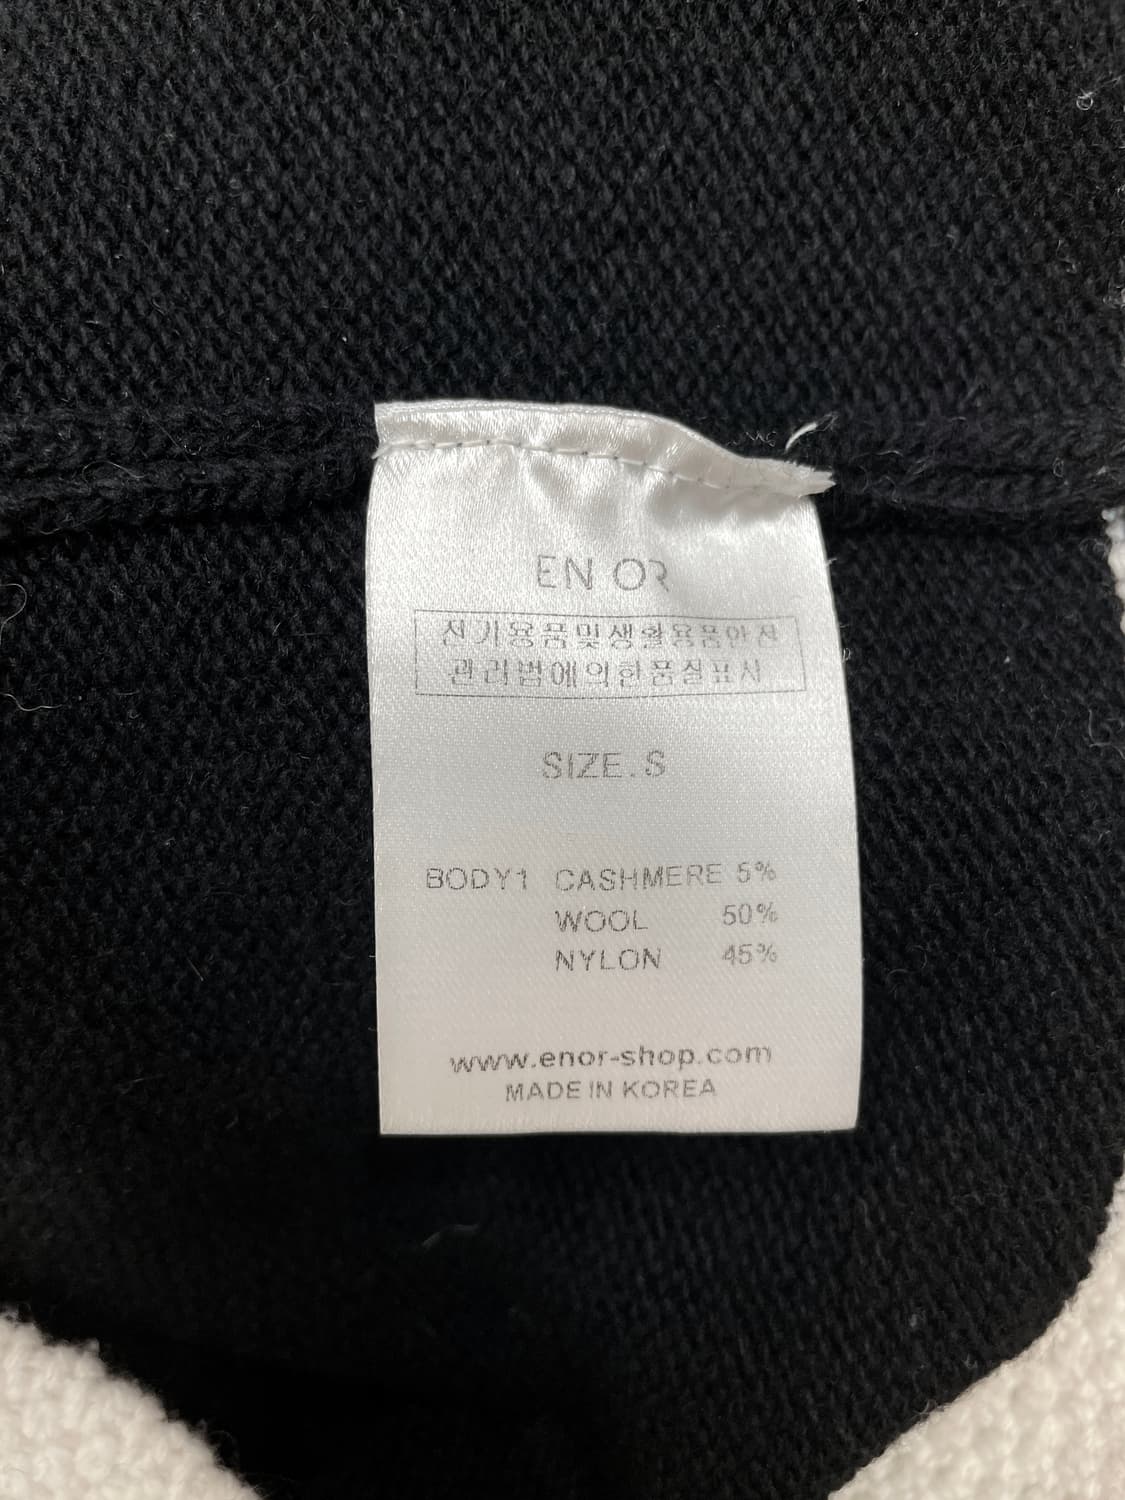 EN OR
전기용품및생활용품안전
관리법에의한품질표시
SIZE.S
BODY1 CASHMERE 5%
WOOL 50%
NYLON 45%
www.enor-shop.com
MADE IN KOREA